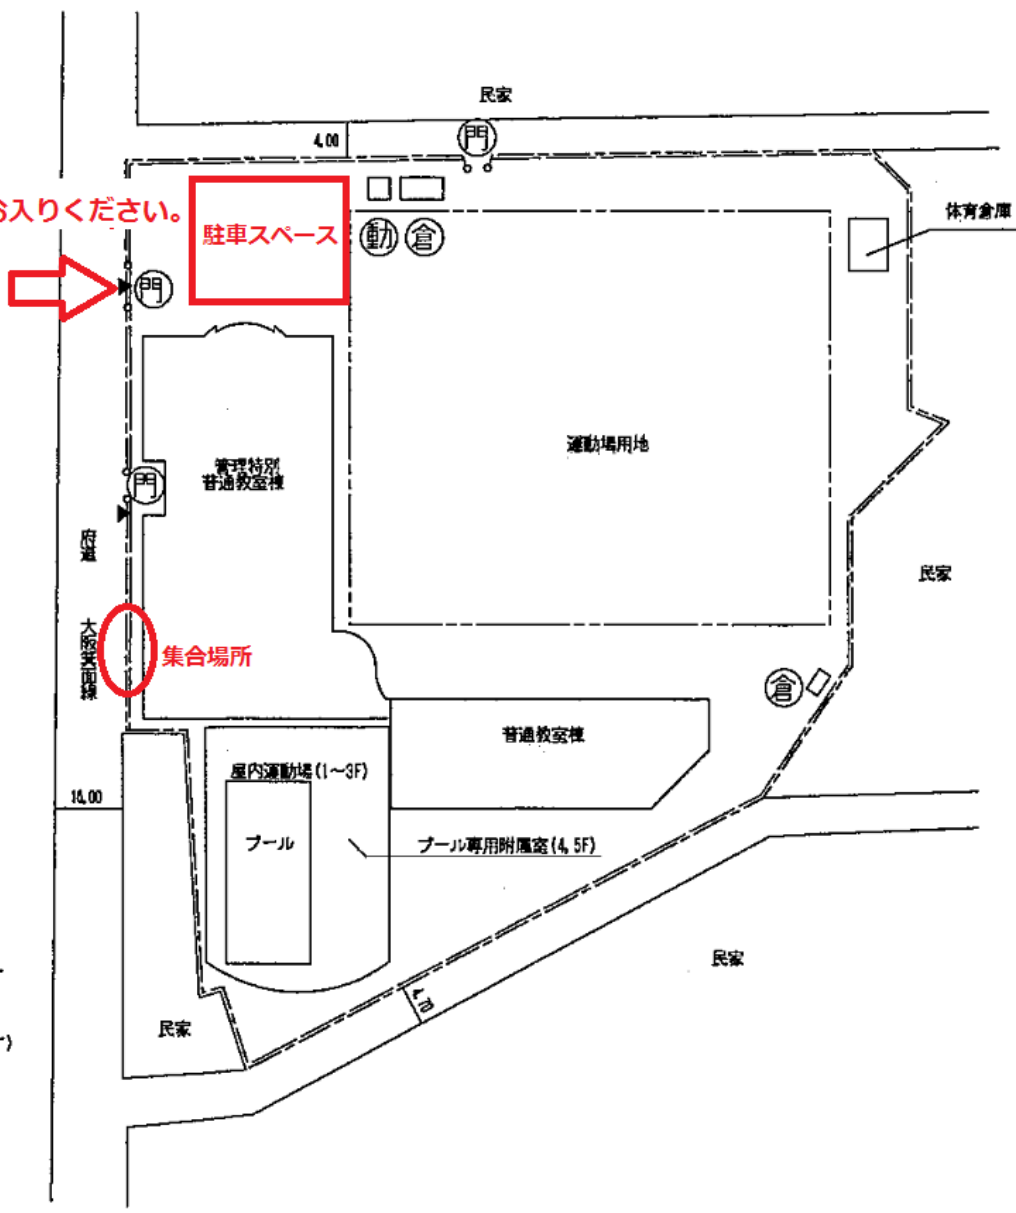 民家
4.00
門
お入りください。
駐車スペース
動
倉
体育倉庫
門
運動場用地
管理特別
普通教室棟
門
府道
民家
大阪箕面線
集合場所
倉
普通教室棟
屋内運動場(1～3F)
プール
プール専用附属室(4,5F)
民家
4.70
民家